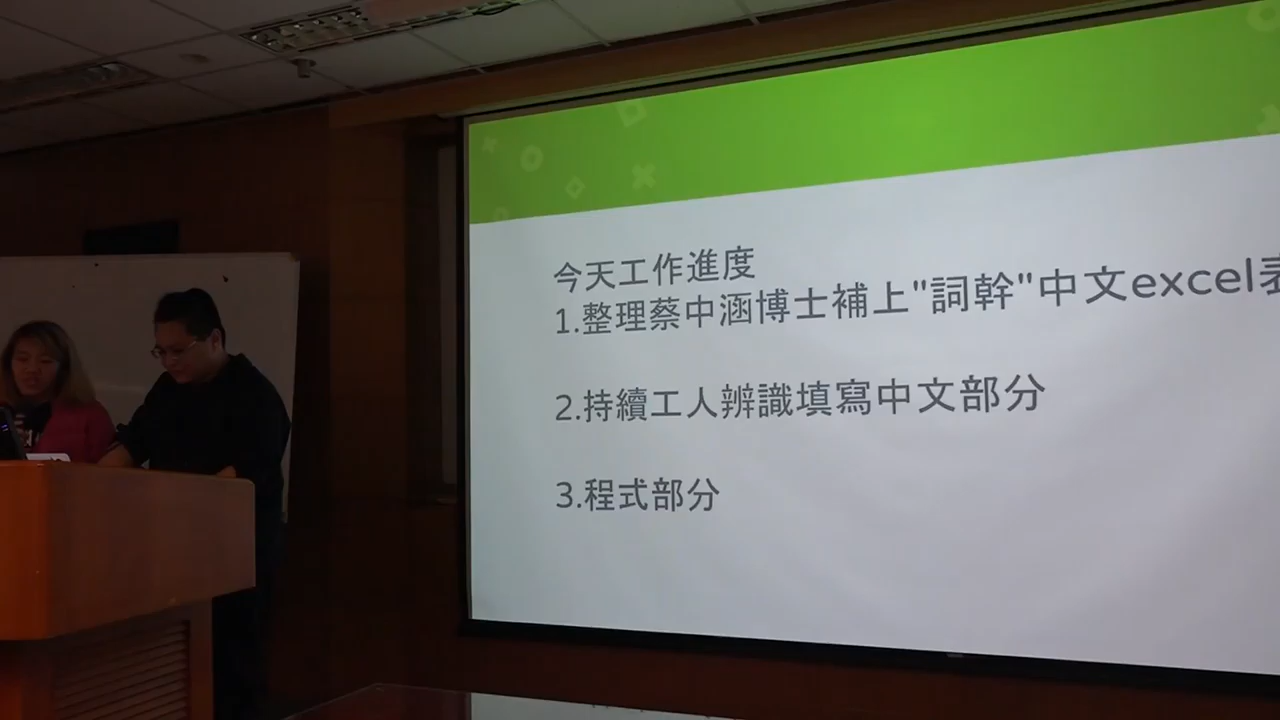 今天工作進度
1.整理蔡中涵博士補上"詞幹"中文excel表
2.持續工人辨識填寫中文部分
3.程式部分